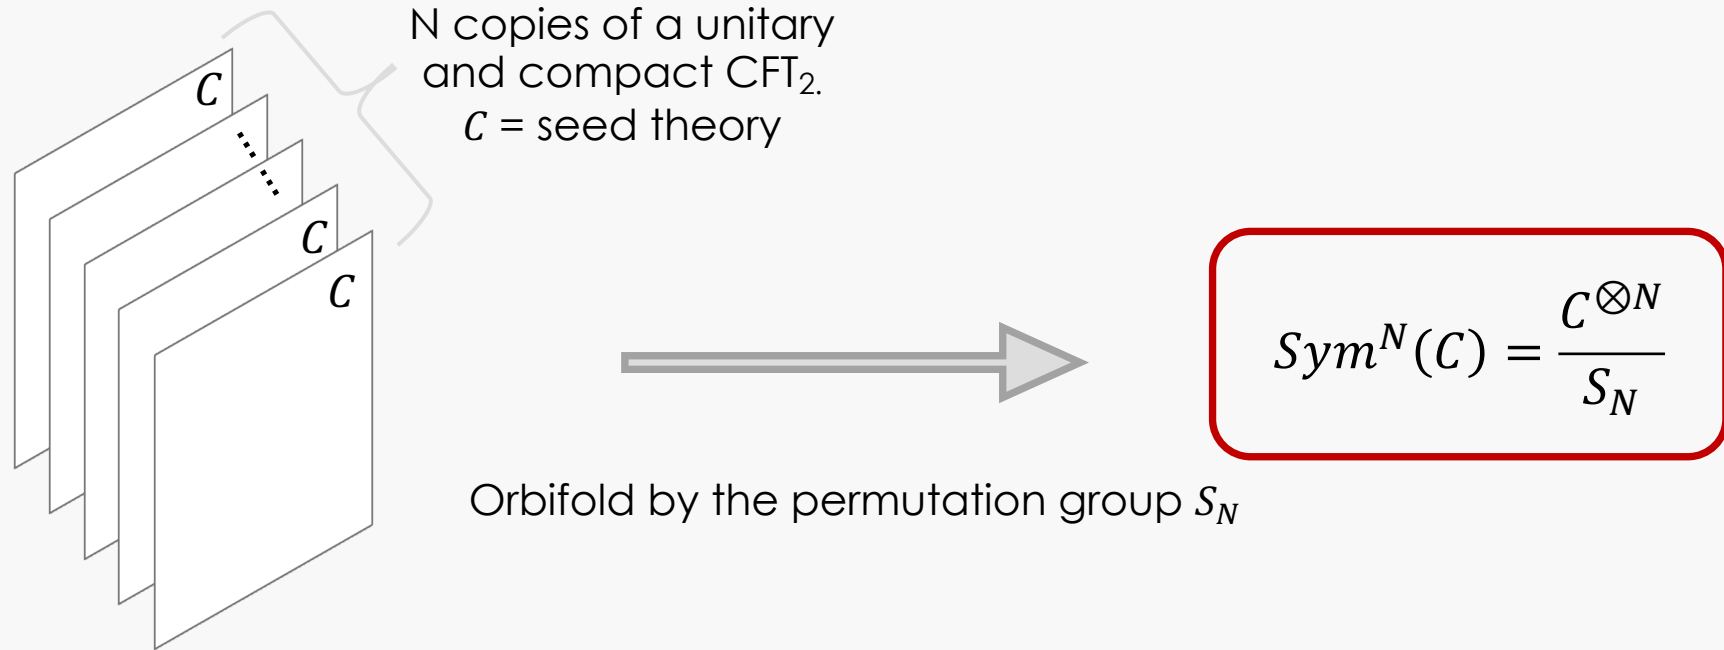 N copies of a unitary
and compact CFT₂.
C = seed theory
C
C
C
Orbifold by the permutation group S_N
Sym^N(C) = C^{⊗N} / S_N